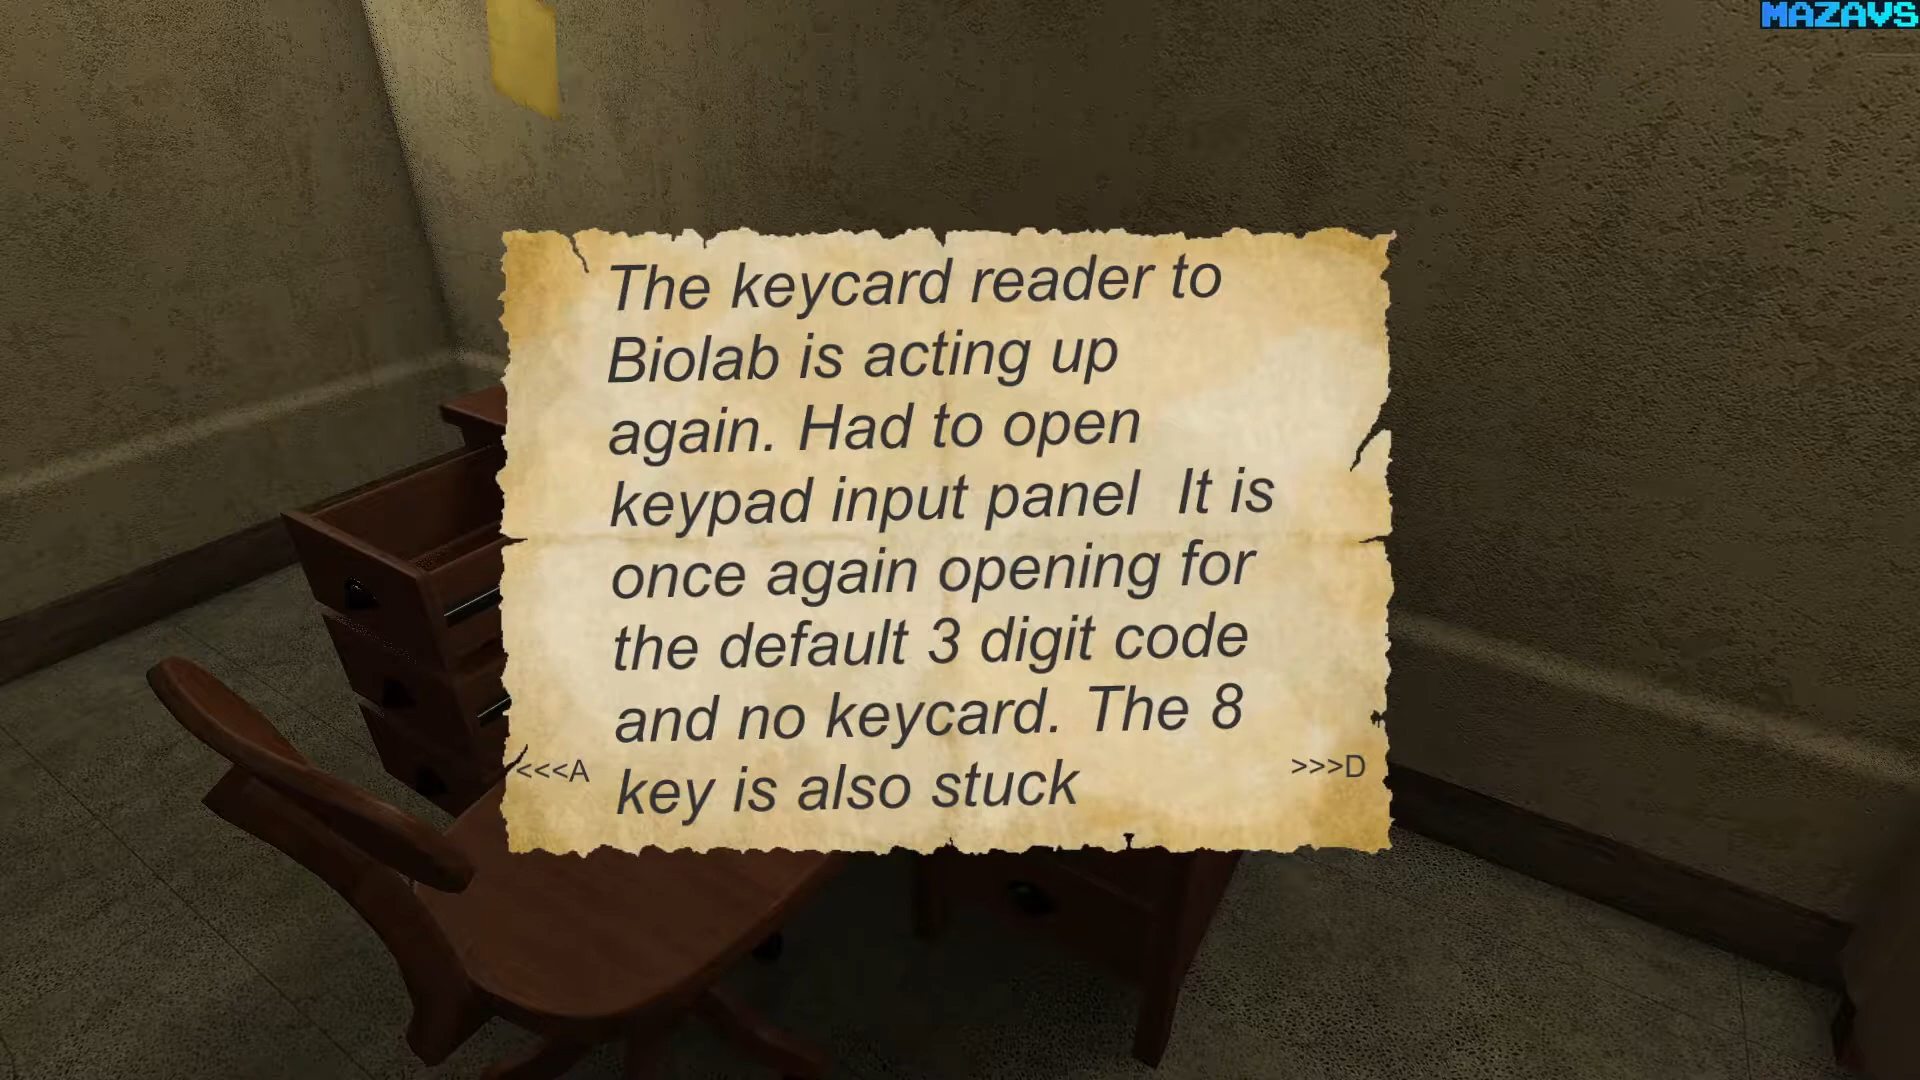 MAZAVS
The keycard reader to
Biolab is acting up
again. Had to open
keypad input panel  It is
once again opening for
the default 3 digit code
and no keycard. The 8
key is also stuck
<<<A
>>>D